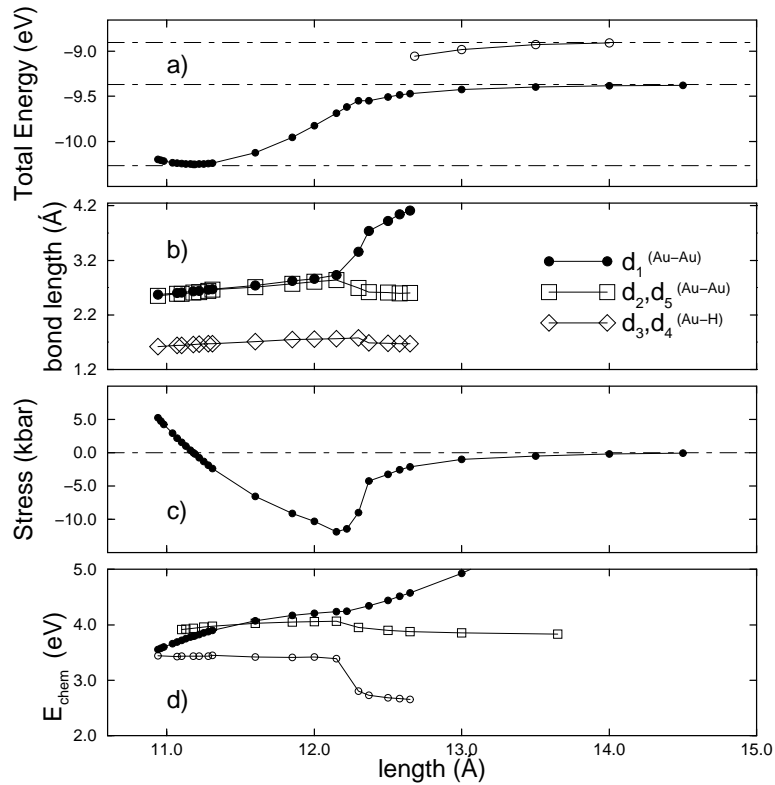 Total Energy (eV)
−9.0
−9.5
−10.0
a)
bond length (Á)
4.2
2.7
1.2
b)
d1 (Au−Au)
d2,d5 (Au−Au)
d3,d4 (Au−H)
Stress (kbar)
5.0
0.0
−5.0
−10.0
c)
Echem (eV)
5.0
4.0
3.0
2.0
d)
11.0 12.0 13.0 14.0 15.0
length (Á)